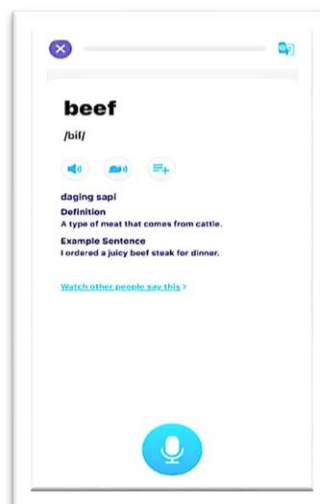 beef
/bif/
daging sapi
Definition
A type of meat that comes from cattle.
Example Sentence
I ordered a juicy beef steak for dinner.
Watch other people say this >